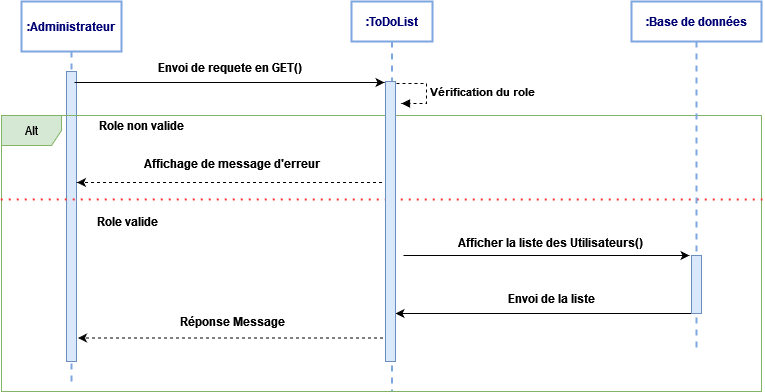 :Administrateur
:ToDoList
:Base de données
Envoi de requete en GET()
Vérification du role
Alt
Role non valide
Affichage de message d'erreur
Role valide
Afficher la liste des Utilisateurs()
Envoi de la liste
Réponse Message